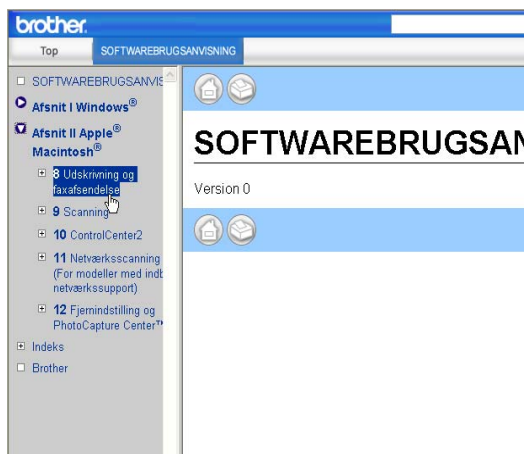 brother.
Top
SOFTWAREBRUGSANVISNING
SOFTWAREBRUGSANVIS
Afsnit I Windows®
Afsnit II Apple®
Macintosh®
8 Udskrivning og
faxafsendelse
9 Scanning
10 ControlCenter2
11 Netværksscanning
(For modeller med indb
netværkssupport)
12 Fjernindstilling og
PhotoCapture Center™
Indeks
Brother
SOFTWAREBRUGSAN
Version 0